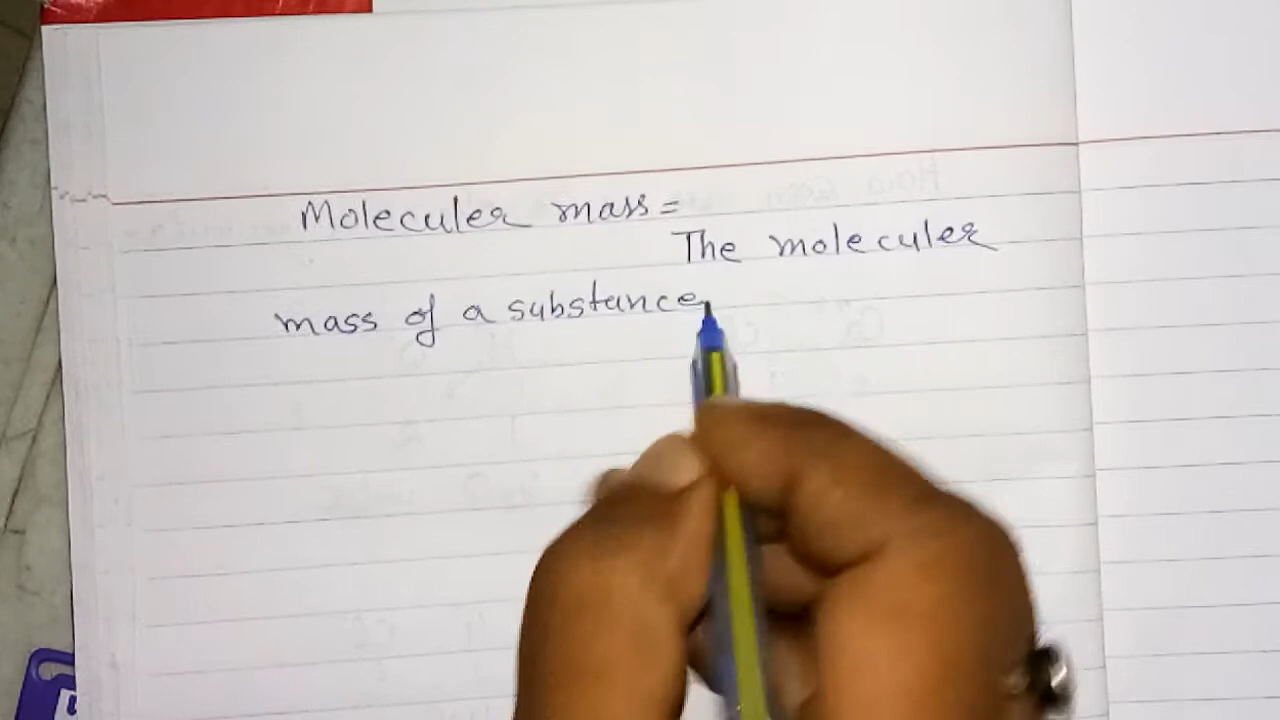 Moleculer mass =
The moleculer
mass of a substance